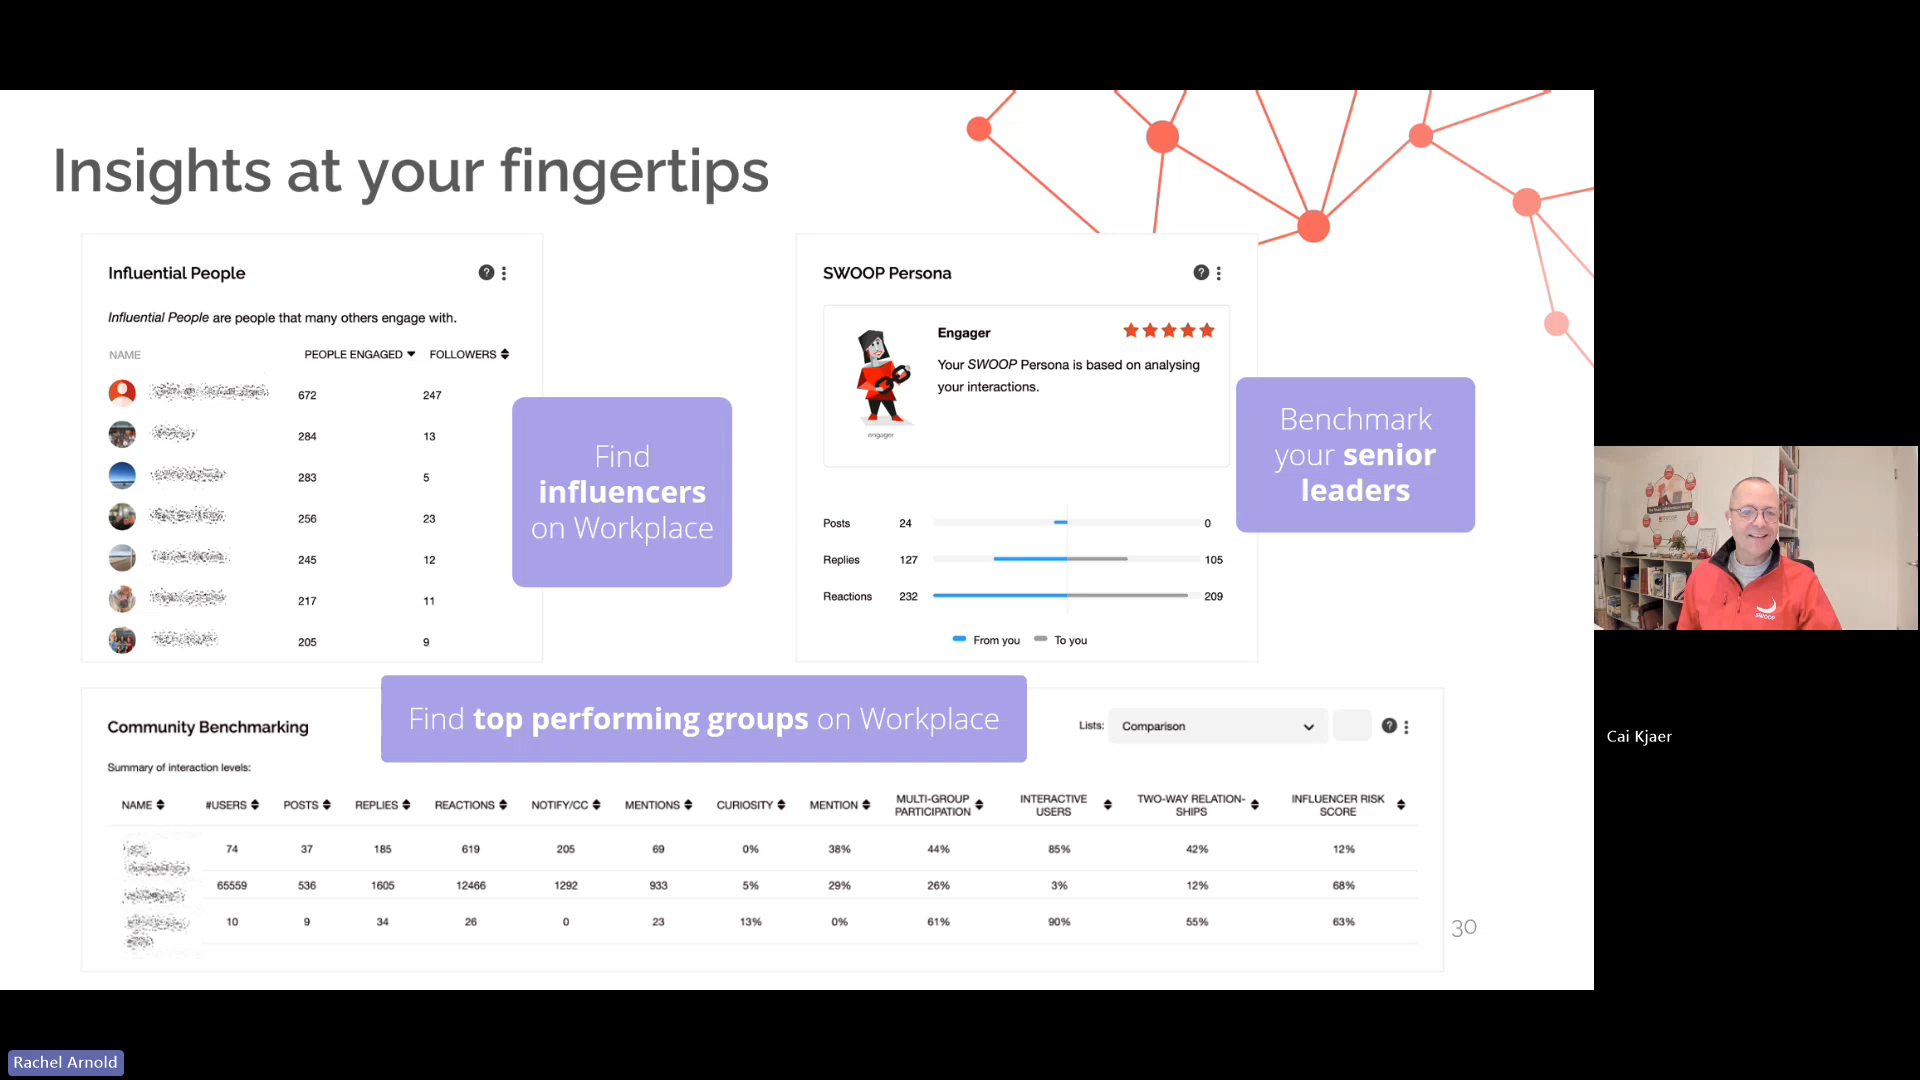 Insights at your fingertips
Influential People
Influential People are people that many others engage with.
NAME PEOPLE ENGAGED FOLLOWERS
672 247
284 13
283 5
256 23
245 12
217 11
205 9
Find
influencers
on Workplace
SWOOP Persona
Engager
Your SWOOP Persona is based on analysing
your interactions.
engager
Posts 24 0
Replies 127 105
Reactions 232 209
From you To you
Benchmark
your senior
leaders
Find top performing groups on Workplace
Community Benchmarking
Lists: Comparison
Summary of interaction levels:
NAME #USERS POSTS REPLIES REACTIONS NOTIFY/CC MENTIONS CURIOSITY MENTION MULTI-GROUP PARTICIPATION INTERACTIVE USERS TWO-WAY RELATION-SHIPS INFLUENCER RISK SCORE
74 37 185 619 205 69 0% 38% 44% 85% 42% 12%
65559 536 1605 12466 1292 933 5% 29% 26% 3% 12% 68%
10 9 34 26 0 23 13% 0% 61% 90% 55% 63%
30
SWOOP
Cai Kjaer
Rachel Arnold